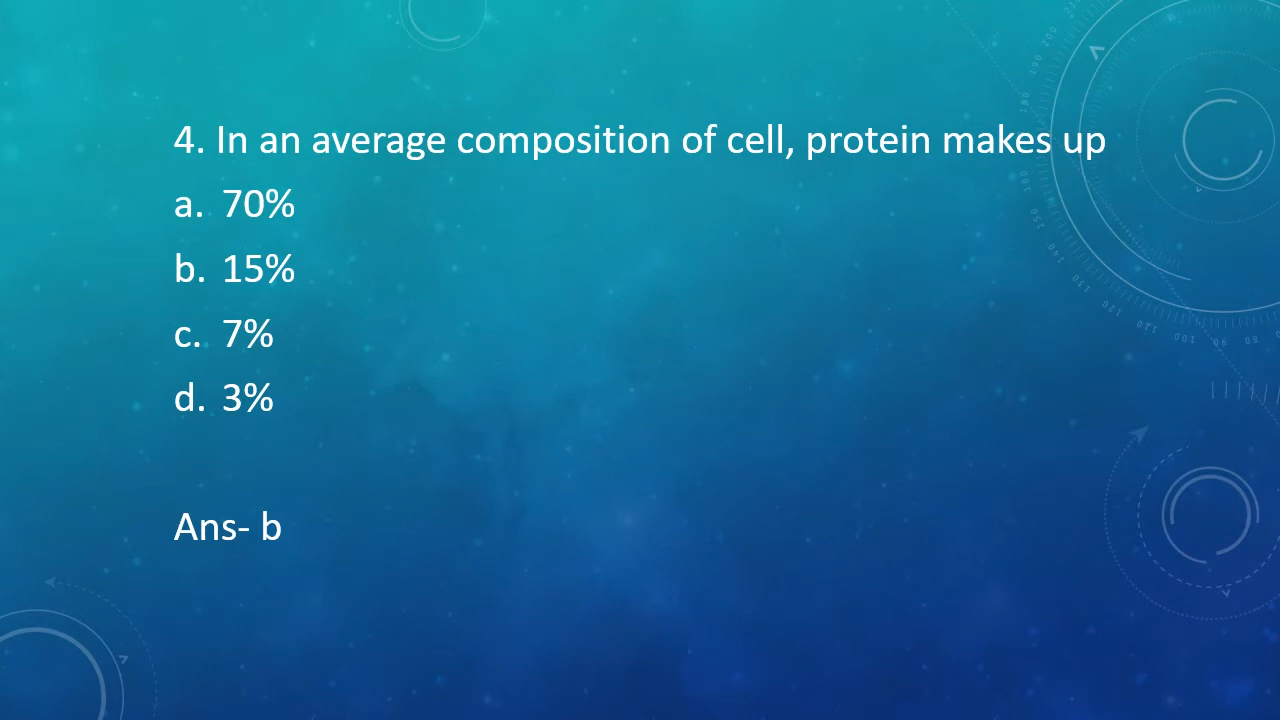 4. In an average composition of cell, protein makes up
a. 70%
b. 15%
c. 7%
d. 3%
Ans- b